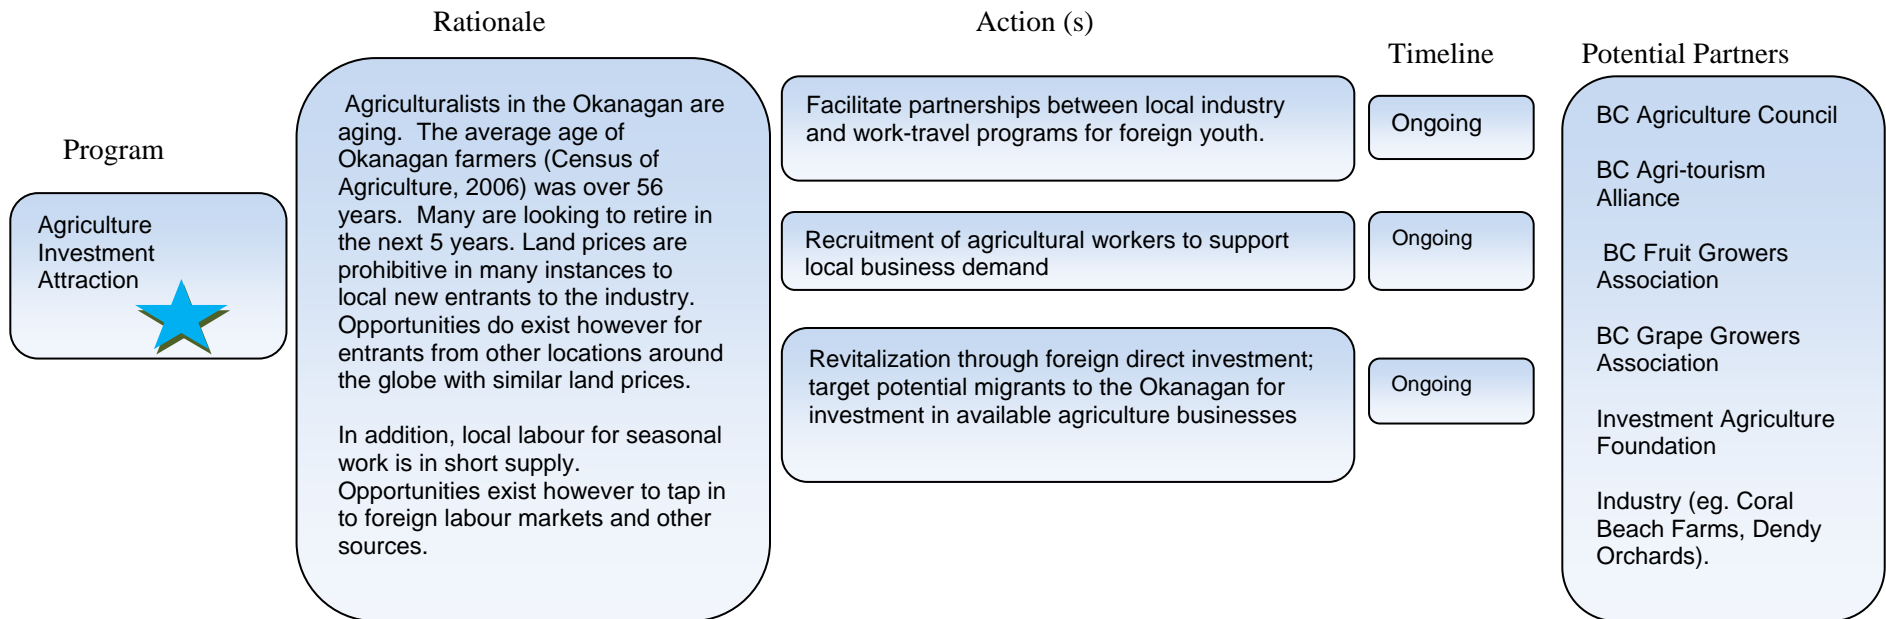 Rationale
Action (s)
Timeline
Potential Partners
Program
Agriculture
Investment
Attraction
Agriculturalists in the Okanagan are
aging.  The average age of
Okanagan farmers (Census of
Agriculture, 2006) was over 56
years.  Many are looking to retire in
the next 5 years. Land prices are
prohibitive in many instances to
local new entrants to the industry.
Opportunities do exist however for
entrants from other locations around
the globe with similar land prices.
In addition, local labour for seasonal
work is in short supply.
Opportunities exist however to tap in
to foreign labour markets and other
sources.
Facilitate partnerships between local industry
and work-travel programs for foreign youth.
Ongoing
Recruitment of agricultural workers to support
local business demand
Ongoing
Revitalization through foreign direct investment;
target potential migrants to the Okanagan for
investment in available agriculture businesses
Ongoing
BC Agriculture Council
BC Agri-tourism
Alliance
BC Fruit Growers
Association
BC Grape Growers
Association
Investment Agriculture
Foundation
Industry (eg. Coral
Beach Farms, Dendy
Orchards).